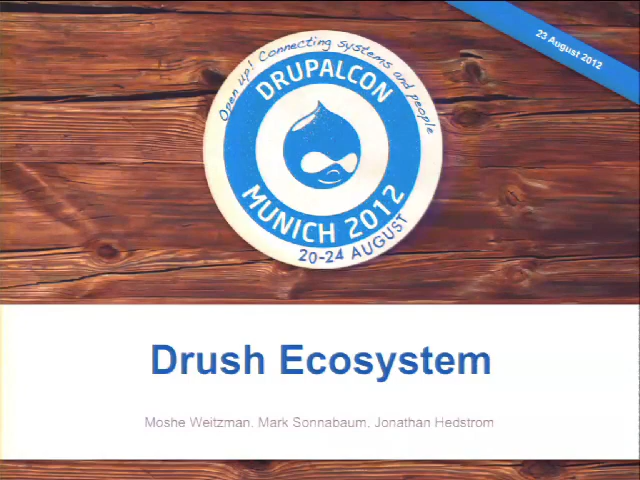 23 August 2012
Open up! Connecting systems and people
DRUPALCON
MUNICH 2012
20-24 AUGUST
Drush Ecosystem
Moshe Weitzman, Mark Sonnabaum, Jonathan Hedstrom